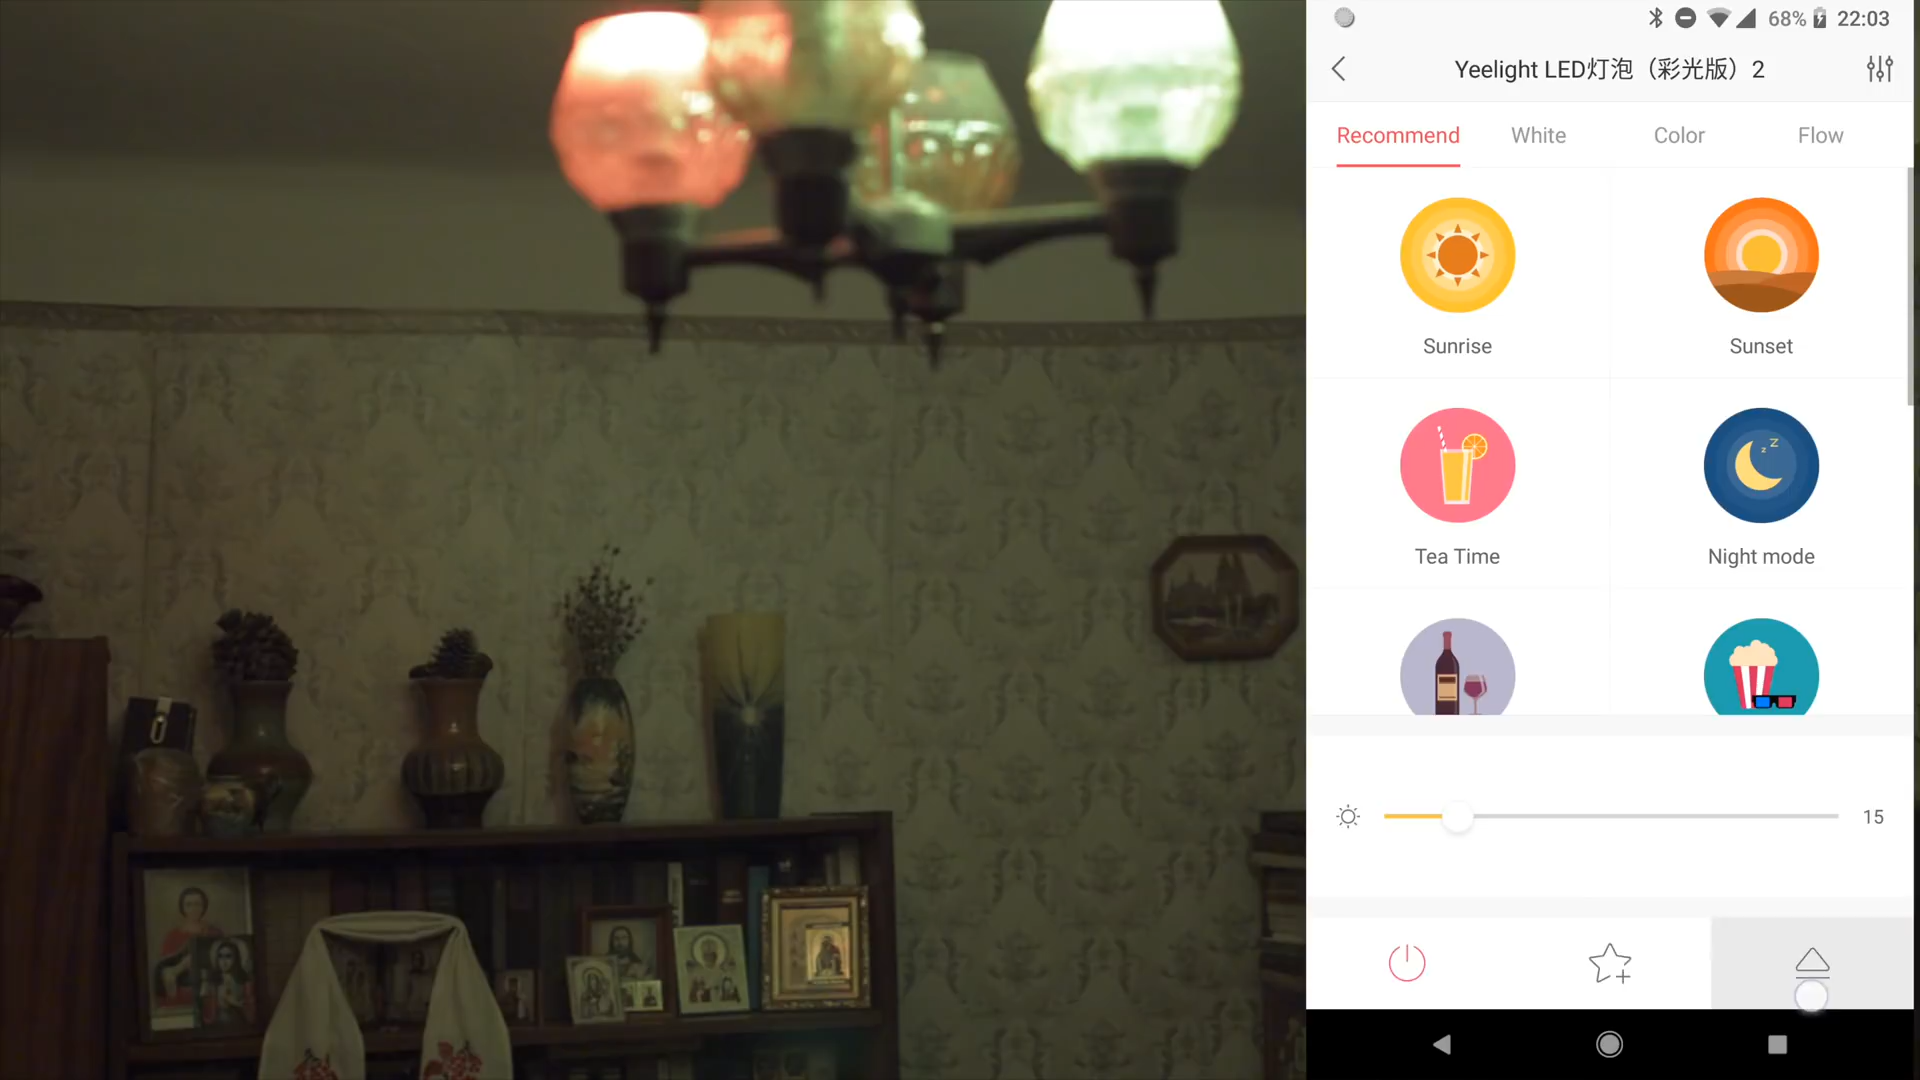 68% 22:03
Yeelight LED灯泡（彩光版）2
Recommend White Color Flow
Sunrise Sunset
z z
Tea Time Night mode
15